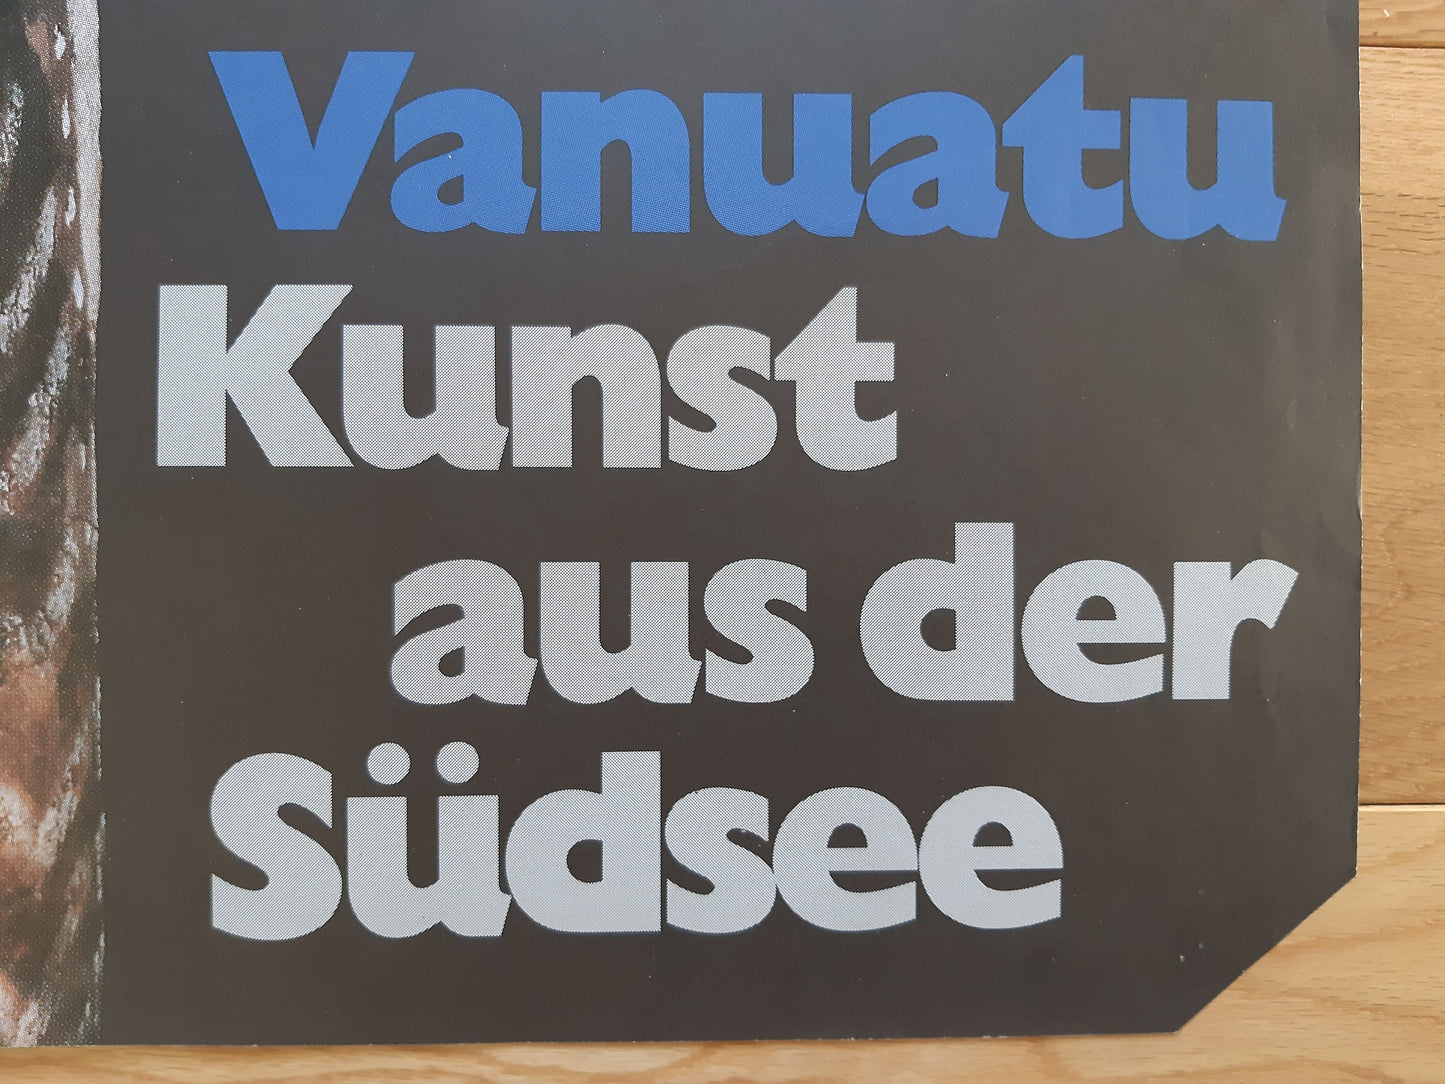 Vanuatu
Kunst
aus der
Südsee